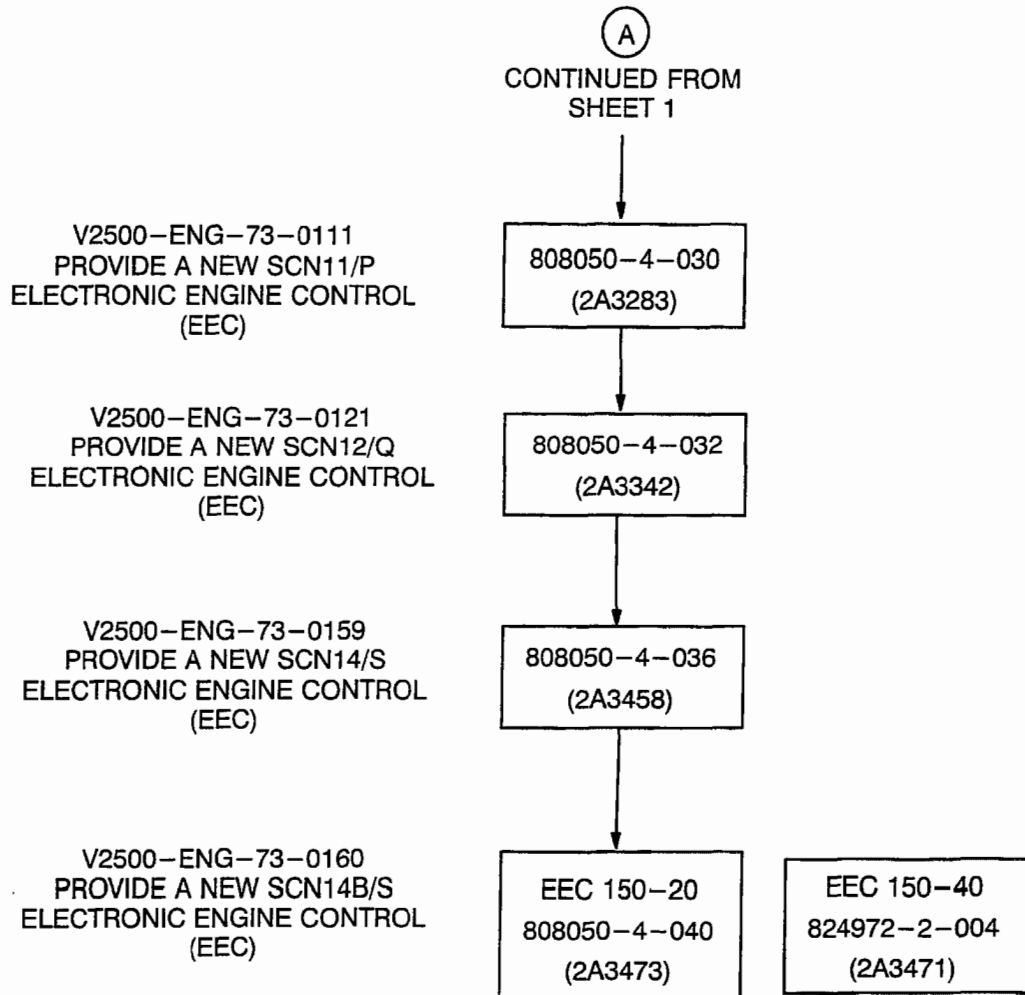 A
CONTINUED FROM
SHEET 1
V2500-ENG-73-0111
PROVIDE A NEW SCN11/P
ELECTRONIC ENGINE CONTROL
(EEC)
808050-4-030
(2A3283)
V2500-ENG-73-0121
PROVIDE A NEW SCN12/Q
ELECTRONIC ENGINE CONTROL
(EEC)
808050-4-032
(2A3342)
V2500-ENG-73-0159
PROVIDE A NEW SCN14/S
ELECTRONIC ENGINE CONTROL
(EEC)
808050-4-036
(2A3458)
V2500-ENG-73-0160
PROVIDE A NEW SCN14B/S
ELECTRONIC ENGINE CONTROL
(EEC)
EEC 150-20
808050-4-040
(2A3473)
EEC 150-40
824972-2-004
(2A3471)